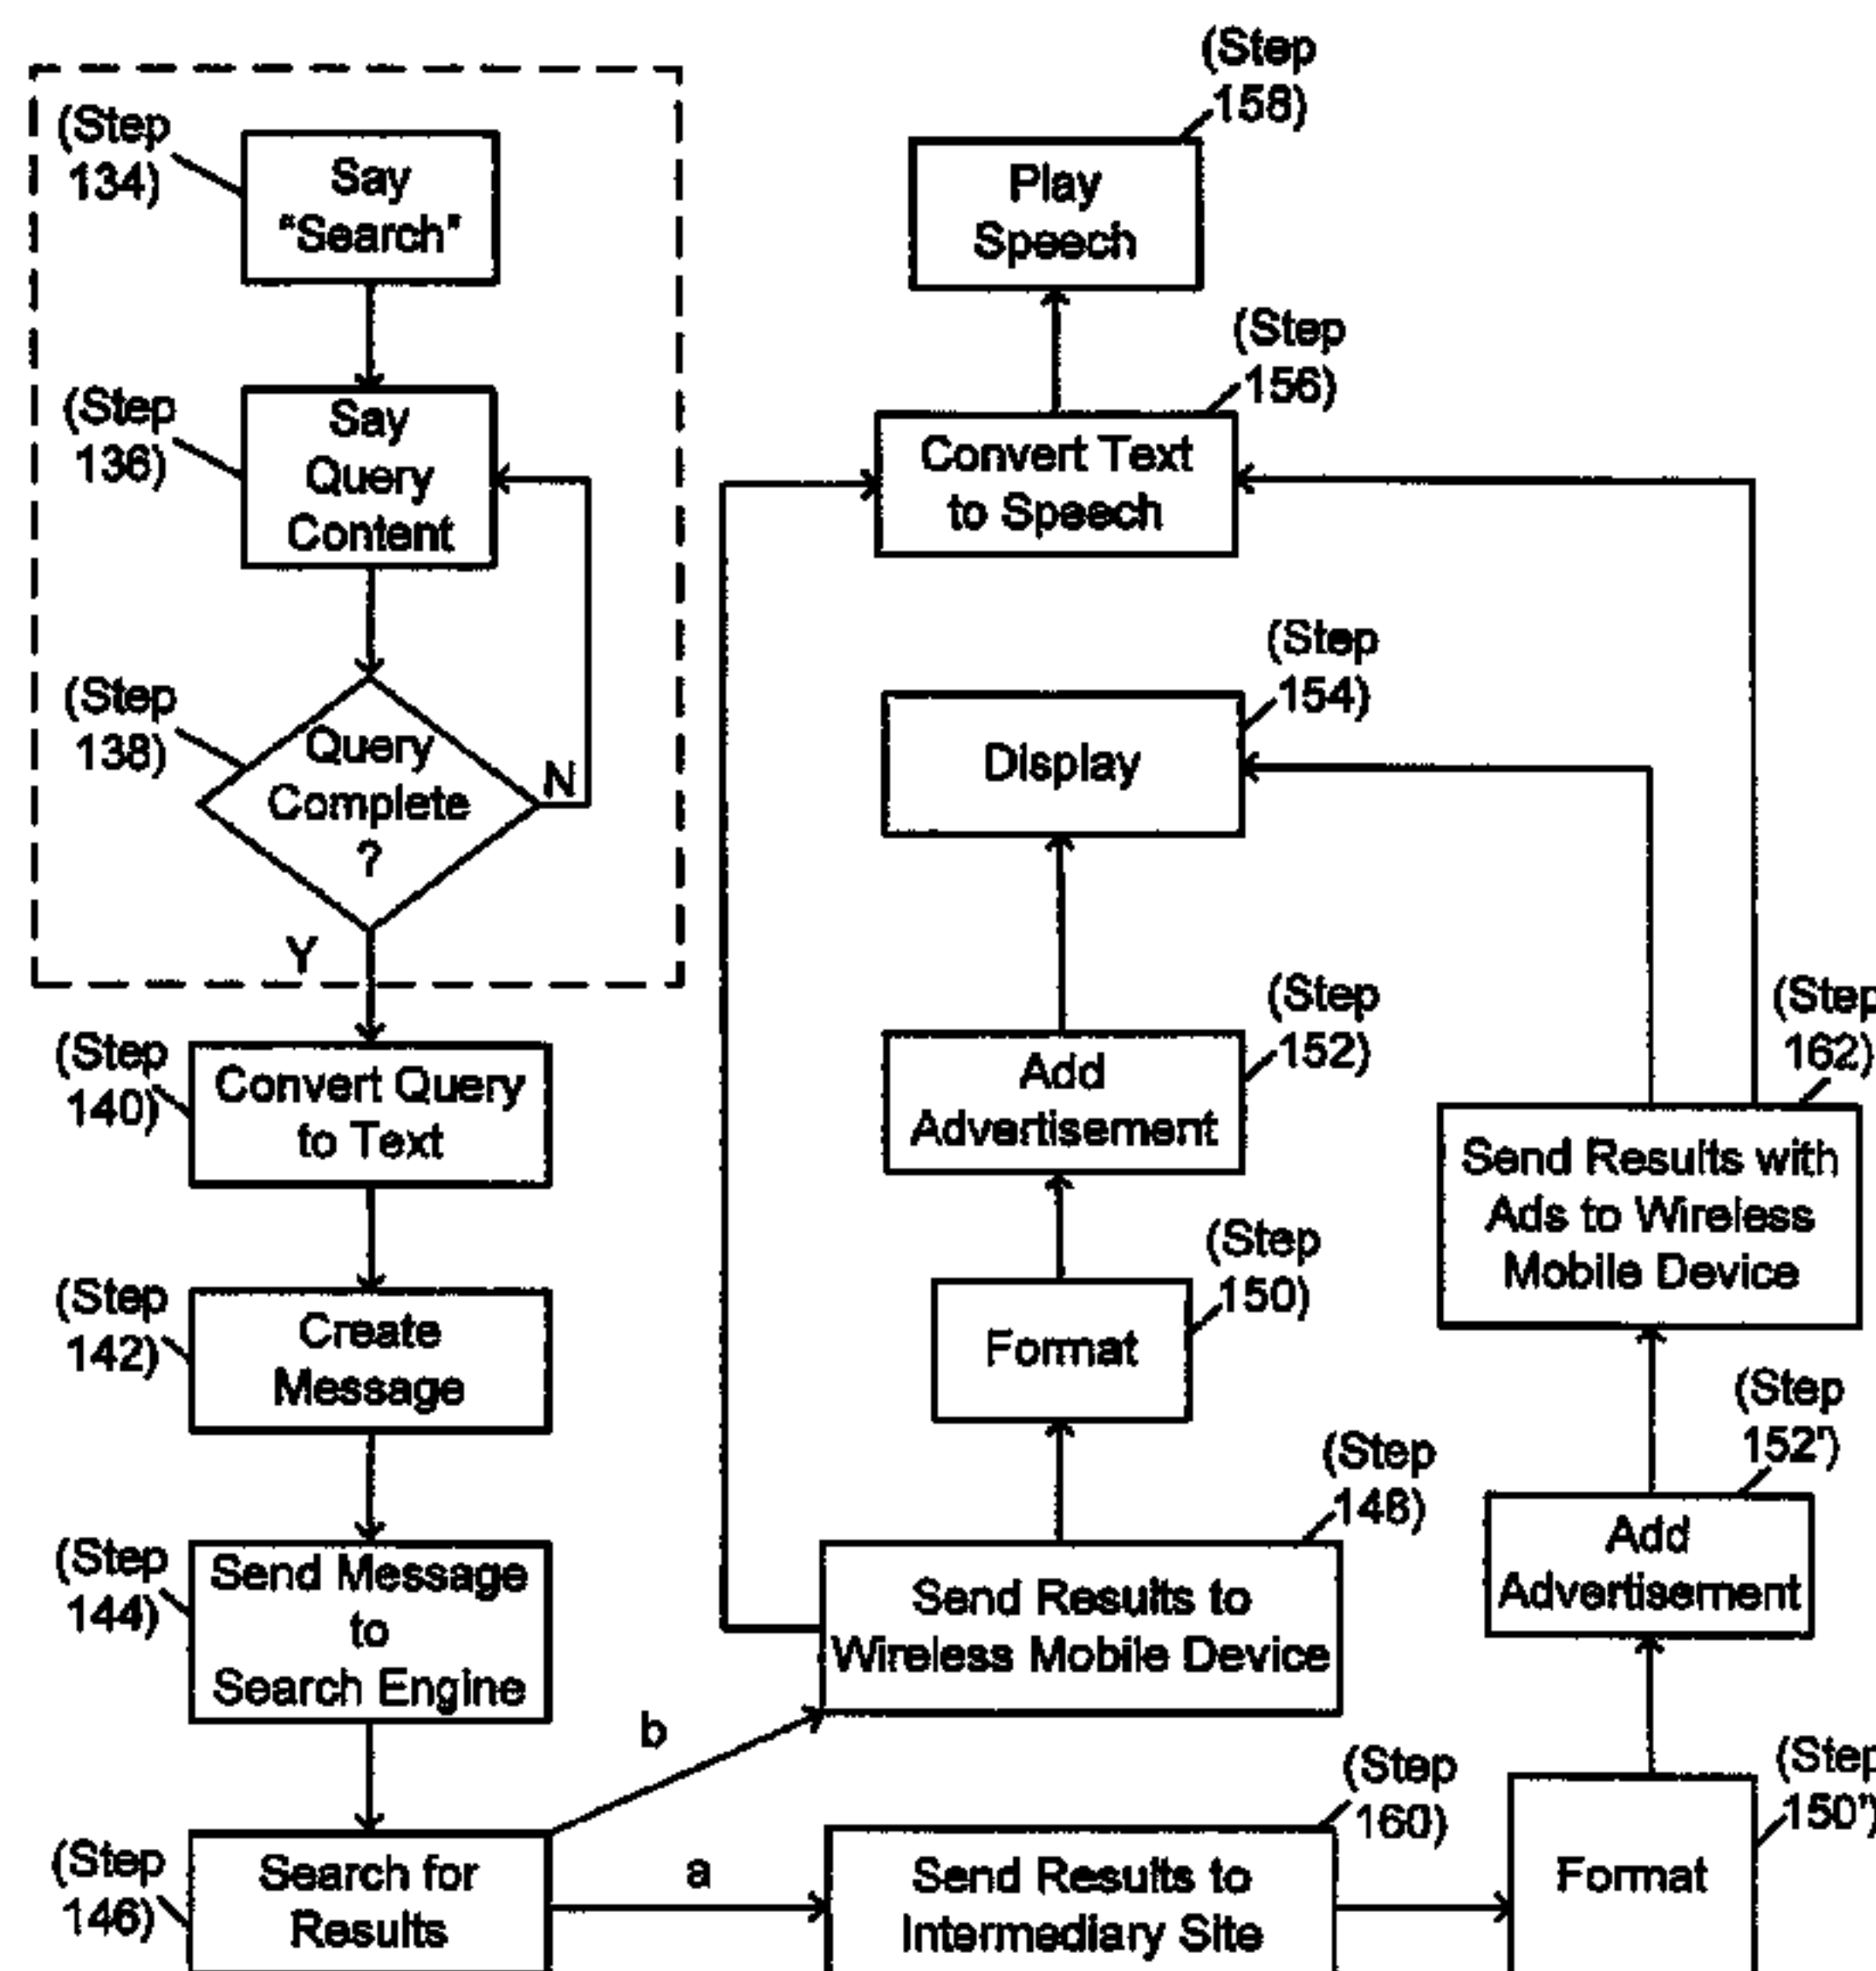 (Step
134)
Say
"Search"
(Step
136)
Say
Query
Content
(Step
138)
Query
Complete
?
N
Y
(Step
140)
Convert Query
to Text
(Step
142)
Create
Message
(Step
144)
Send Message
to
Search Engine
(Step
146)
Search for
Results
b
a
(Step
158)
Play
Speech
(Step
156)
Convert Text
to Speech
(Step
154)
Display
(Step
152)
Add
Advertisement
(Step
150)
Format
(Step
148)
Send Results to
Wireless Mobile Device
(Step
160)
Send Results to
Intermediary Site
(Step
162)
Send Results with
Ads to Wireless
Mobile Device
(Step
152')
Add
Advertisement
(Step
150')
Format